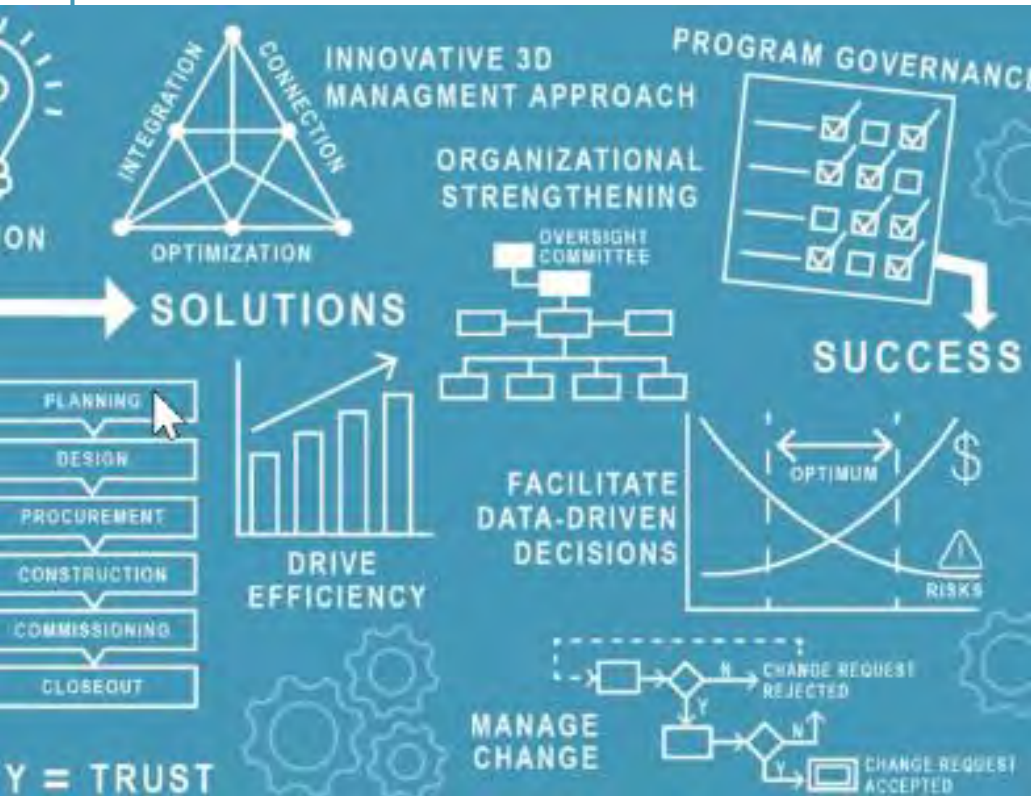 INTEGRATION
CONNECTION
OPTIMIZATION
INNOVATIVE 3D
MANAGMENT APPROACH
PROGRAM GOVERNANCE
ORGANIZATIONAL
STRENGTHENING
OVERSIGHT
COMMITTEE
ION
SOLUTIONS
SUCCESS
PLANNING
DESIGN
PROCUREMENT
CONSTRUCTION
COMMISSIONING
CLOSEOUT
DRIVE
EFFICIENCY
FACILITATE
DATA-DRIVEN
DECISIONS
OPTIMUM
$
!
RISKS
MANAGE
CHANGE
N
CHANGE REQUEST
REJECTED
Y
N
Y
CHANGE REQUEST
ACCEPTED
Y = TRUST